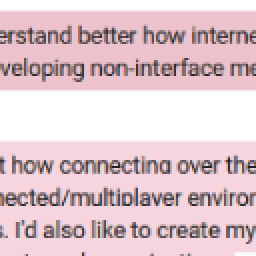 erstand better how interne
veloping non-interface me
t how connecting over the
nected/multiplayer enviror
s. I'd also like to create my